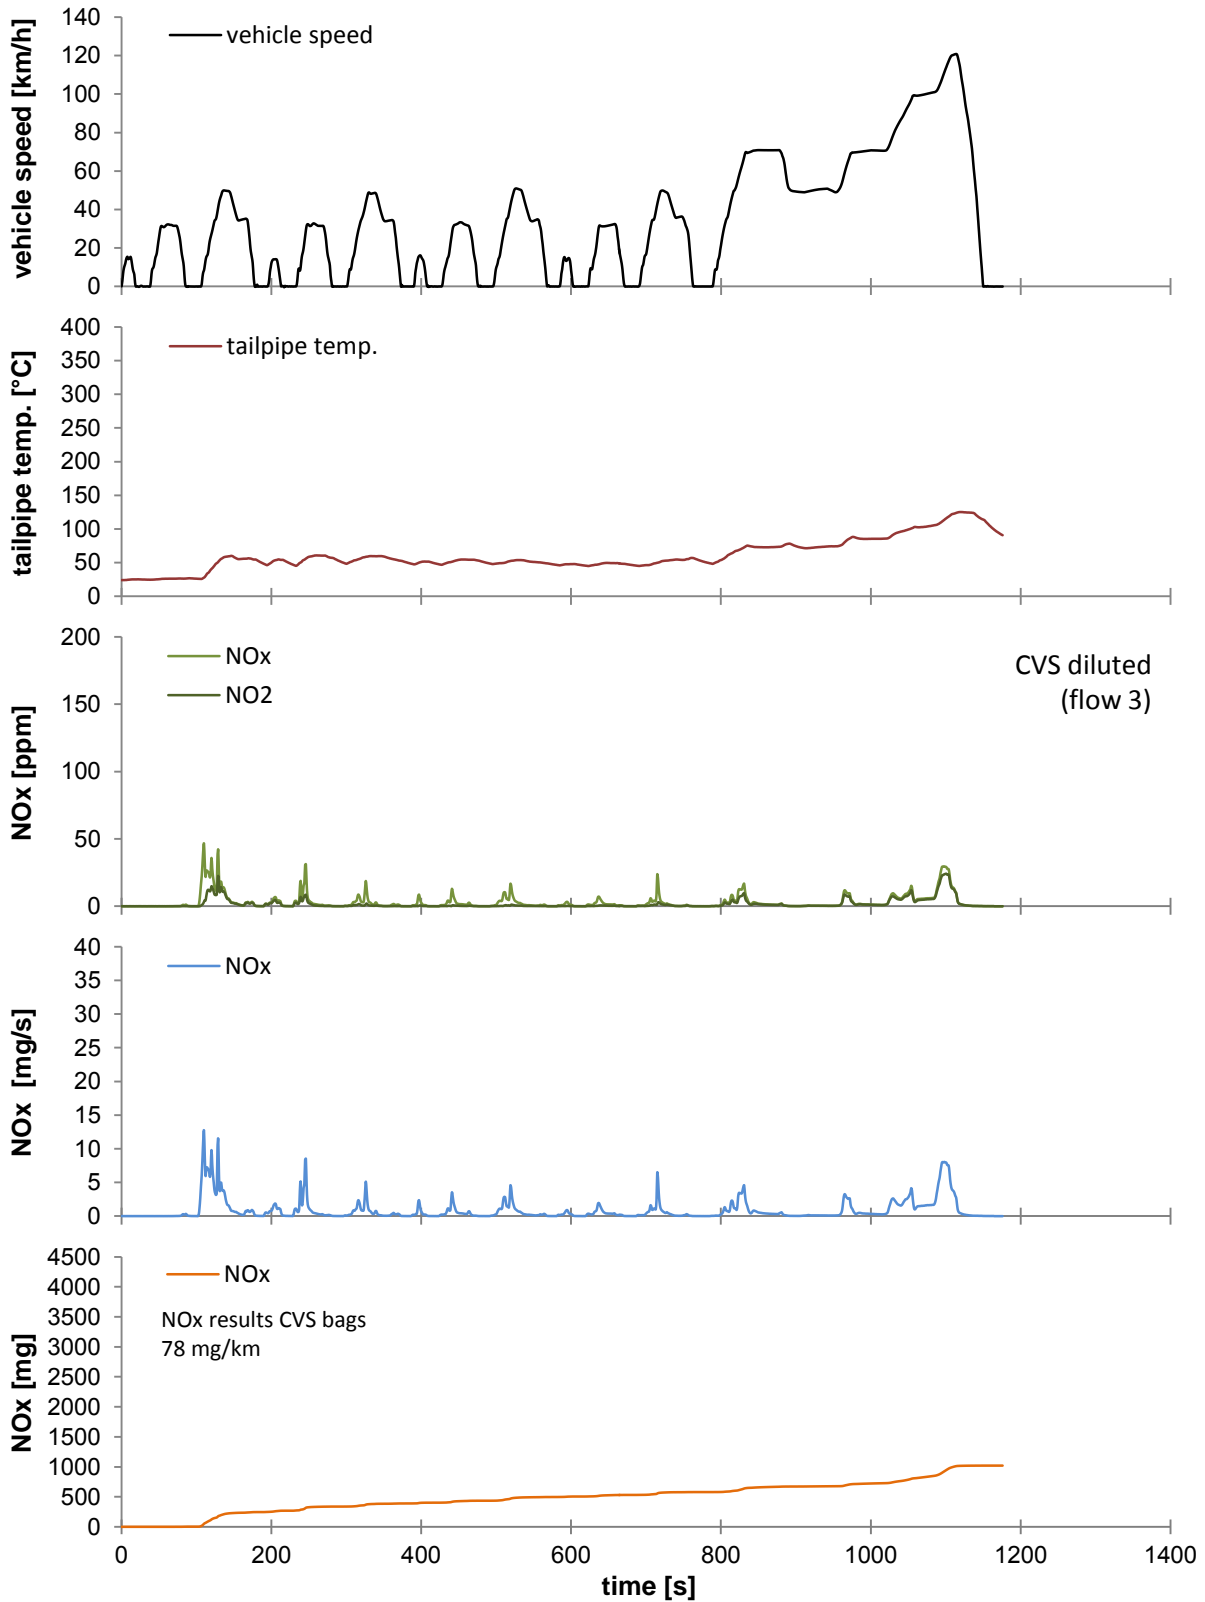 vehicle speed [km/h]
140
120
100
80
60
40
20
0
vehicle speed
tailpipe temp. [°C]
400
350
300
250
200
150
100
50
0
tailpipe temp.
NOx [ppm]
200
150
100
50
0
NOx
NO2
CVS diluted
(flow 3)
NOx [mg/s]
40
35
30
25
20
15
10
5
0
NOx
NOx [mg]
4500
4000
3500
3000
2500
2000
1500
1000
500
0
NOx
NOx results CVS bags
78 mg/km
0 200 400 600 800 1000 1200 1400
time [s]